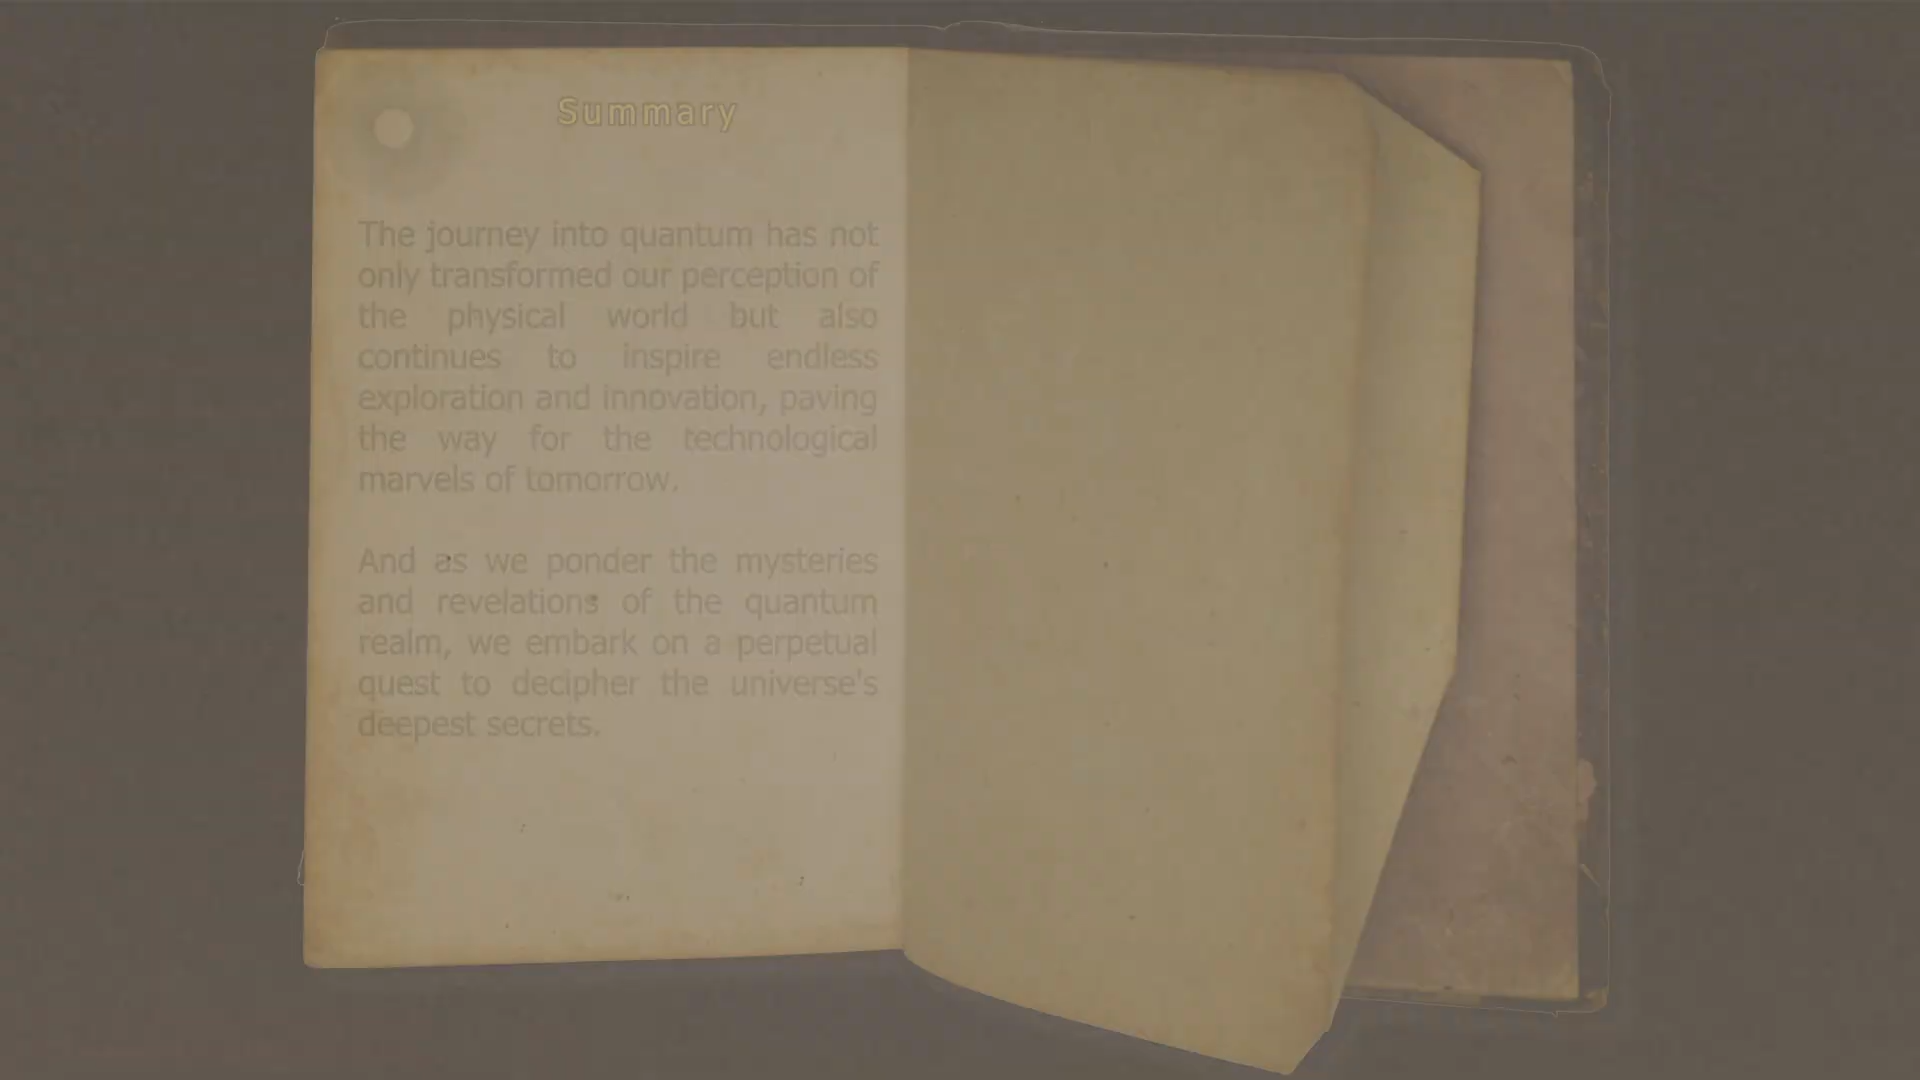 Summary
The journey into quantum has not
only transformed our perception of
the physical world but also
continues to inspire endless
exploration and innovation, paving
the way for the technological
marvels of tomorrow.
And as we ponder the mysteries
and revelations of the quantum
realm, we embark on a perpetual
quest to decipher the universe's
deepest secrets.